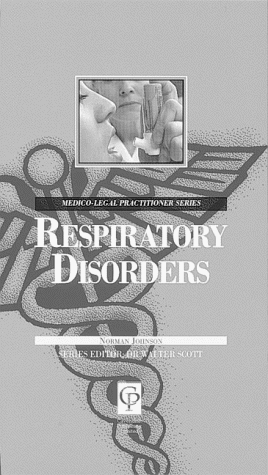 MEDICO-LEGAL PRACTITIONER SERIES
RESPIRATORY
DISORDERS
NORMAN JOHNSON
SERIES EDITOR: DR WALTER SCOTT
CP